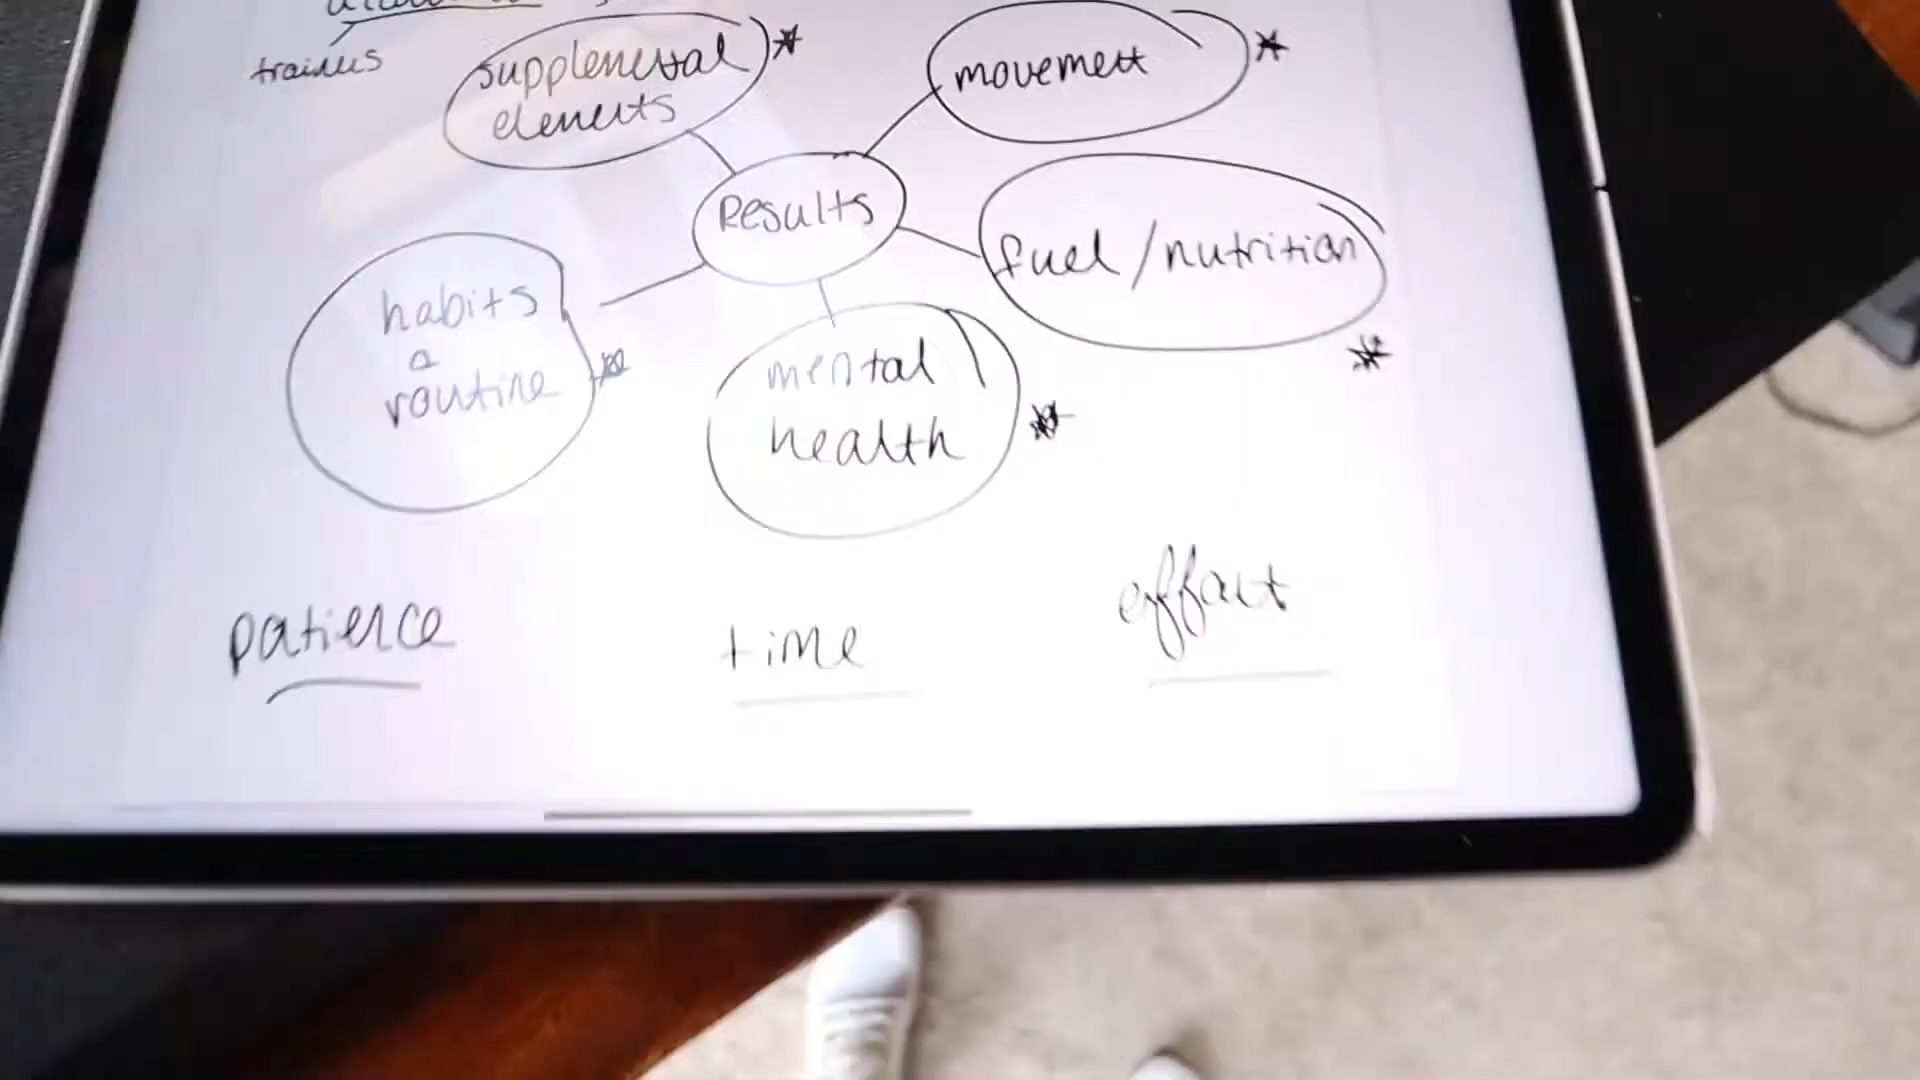 trainers
supplemental
elements
movement
Results
fuel/nutrition
habits
a
routine
mental
health
patience
time
effort